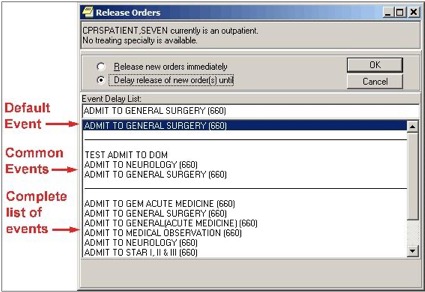 Release Orders
CPRSPATIENT,SEVEN currently is an outpatient.
No treating specialty is available.
Release new orders immediately
Delay release of new order(s) until
OK
Cancel
Event Delay List:
ADMIT TO GENERAL SURGERY (660)
Default
Event
ADMIT TO GENERAL SURGERY (660)
Common
Events
TEST ADMIT TO DOM
ADMIT TO NEUROLOGY (660)
ADMIT TO GENERAL SURGERY (660)
Complete
list of
events
ADMIT TO GEM ACUTE MEDICINE (660)
ADMIT TO GENERAL SURGERY (660)
ADMIT TO GENERAL(ACUTE MEDICINE) (660)
ADMIT TO MEDICAL OBSERVATION (660)
ADMIT TO NEUROLOGY (660)
ADMIT TO STAR I, II & III (660)